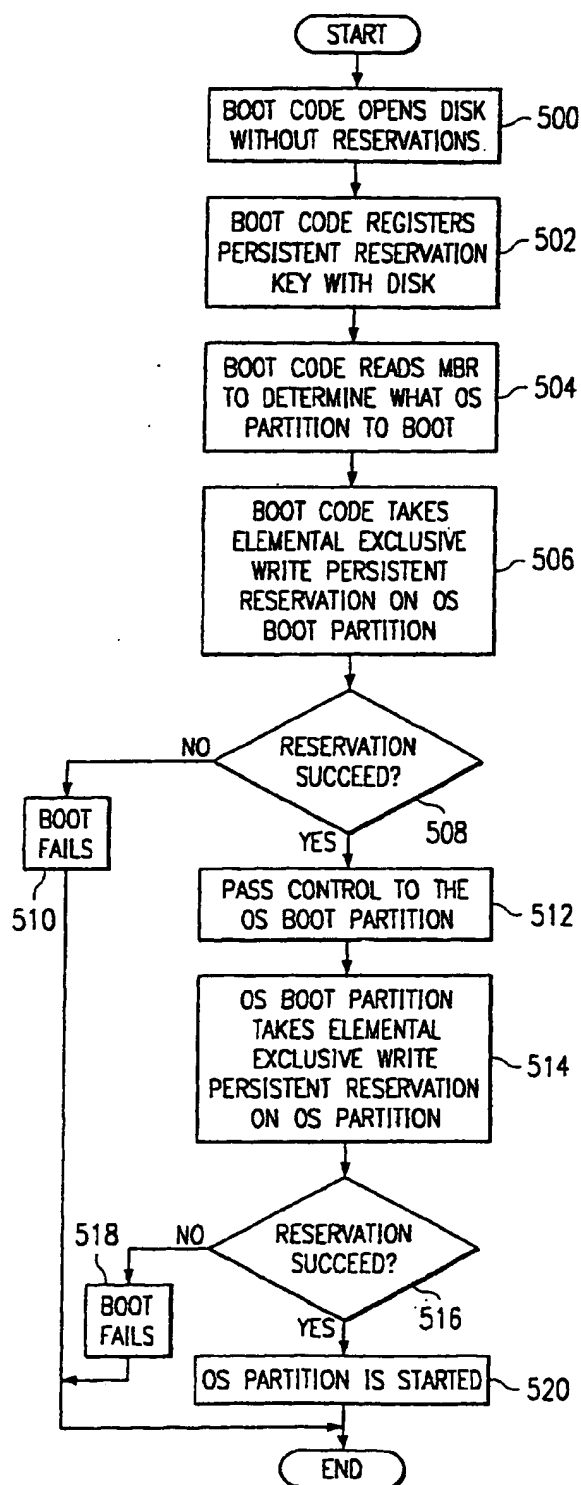 START
BOOT CODE OPENS DISK
WITHOUT RESERVATIONS.
500
BOOT CODE REGISTERS
PERSISTENT RESERVATION
KEY WITH DISK
502
BOOT CODE READS MBR
TO DETERMINE WHAT OS
PARTITION TO BOOT
504
BOOT CODE TAKES
ELEMENTAL EXCLUSIVE
WRITE PERSISTENT
RESERVATION ON OS
BOOT PARTITION
506
RESERVATION
SUCCEED?
508
NO
BOOT
FAILS
510
YES
PASS CONTROL TO THE
OS BOOT PARTITION
512
OS BOOT PARTITION
TAKES ELEMENTAL
EXCLUSIVE WRITE
PERSISTENT RESERVATION
ON OS PARTITION
514
RESERVATION
SUCCEED?
516
NO
518
BOOT
FAILS
YES
OS PARTITION IS STARTED
520
END